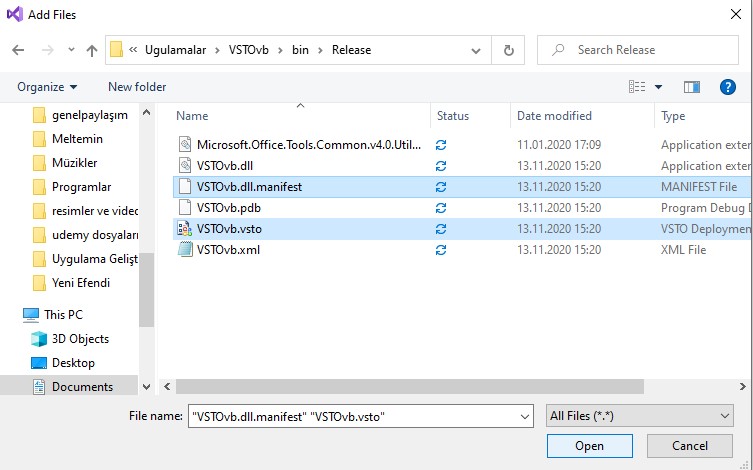 Add Files
« Ugulamalar > VSTOvb > bin > Release
Search Release
Organize New folder
genelpaylaşım
Meltemin
Müzikler
Programlar
resimler ve videc
udemy dosyaları
Uygulama Gelişt
Yeni Efendi
This PC
3D Objects
Desktop
Documents
Name Status Date modified Type
Microsoft.Office.Tools.Common.v4.0.Util... 11.01.2020 17:09 Application exter
VSTOvb.dll 13.11.2020 15:20 Application exter
VSTOvb.dll.manifest 13.11.2020 15:20 MANIFEST File
VSTOvb.pdb 13.11.2020 15:20 Program Debug D
VSTOvb.vsto 13.11.2020 15:20 VSTO Deploymen
VSTOvb.xml 13.11.2020 15:20 XML File
File name: "VSTOvb.dll.manifest" "VSTOvb.vsto" All Files (*.*)
Open Cancel